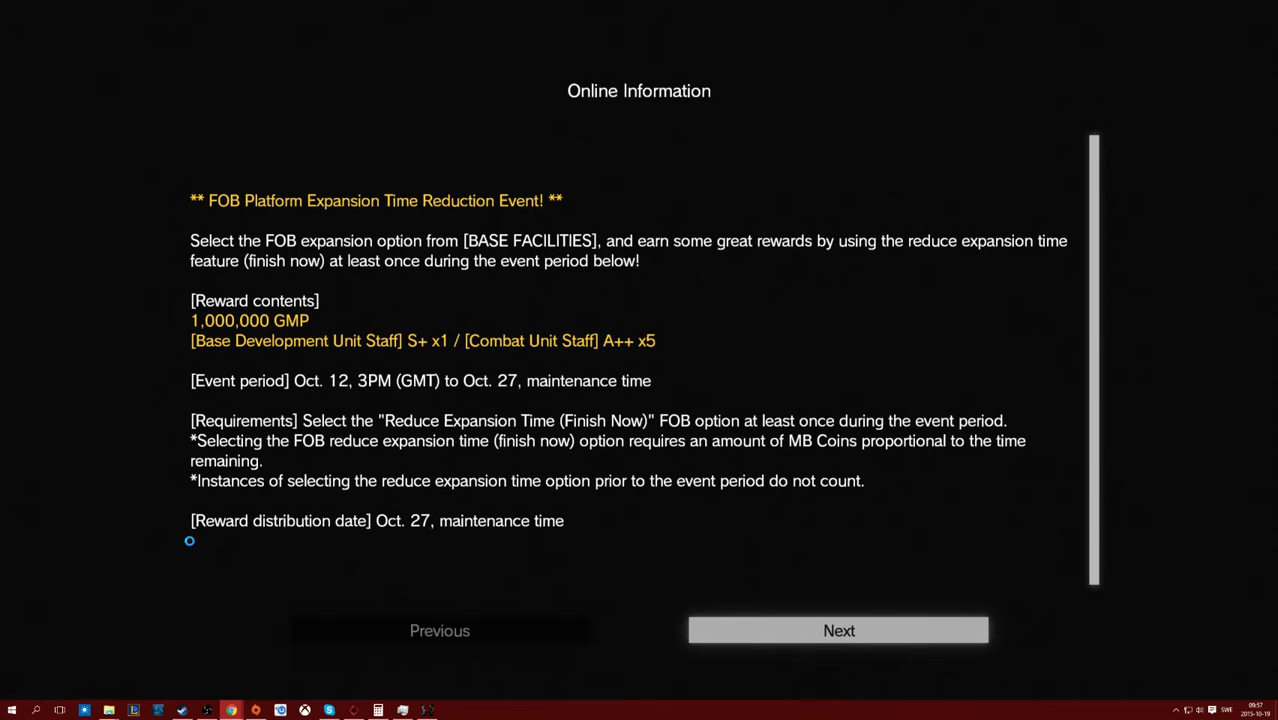 Online Information
** FOB Platform Expansion Time Reduction Event! **
Select the FOB expansion option from [BASE FACILITIES], and earn some great rewards by using the reduce expansion time
feature (finish now) at least once during the event period below!
[Reward contents]
1,000,000 GMP
[Base Development Unit Staff] S+ x1 / [Combat Unit Staff] A++ x5
[Event period] Oct. 12, 3PM (GMT) to Oct. 27, maintenance time
[Requirements] Select the "Reduce Expansion Time (Finish Now)" FOB option at least once during the event period.
*Selecting the FOB reduce expansion time (finish now) option requires an amount of MB Coins proportional to the time
remaining.
*Instances of selecting the reduce expansion time option prior to the event period do not count.
[Reward distribution date] Oct. 27, maintenance time
Previous
Next
SWE
09:57
2015-10-19